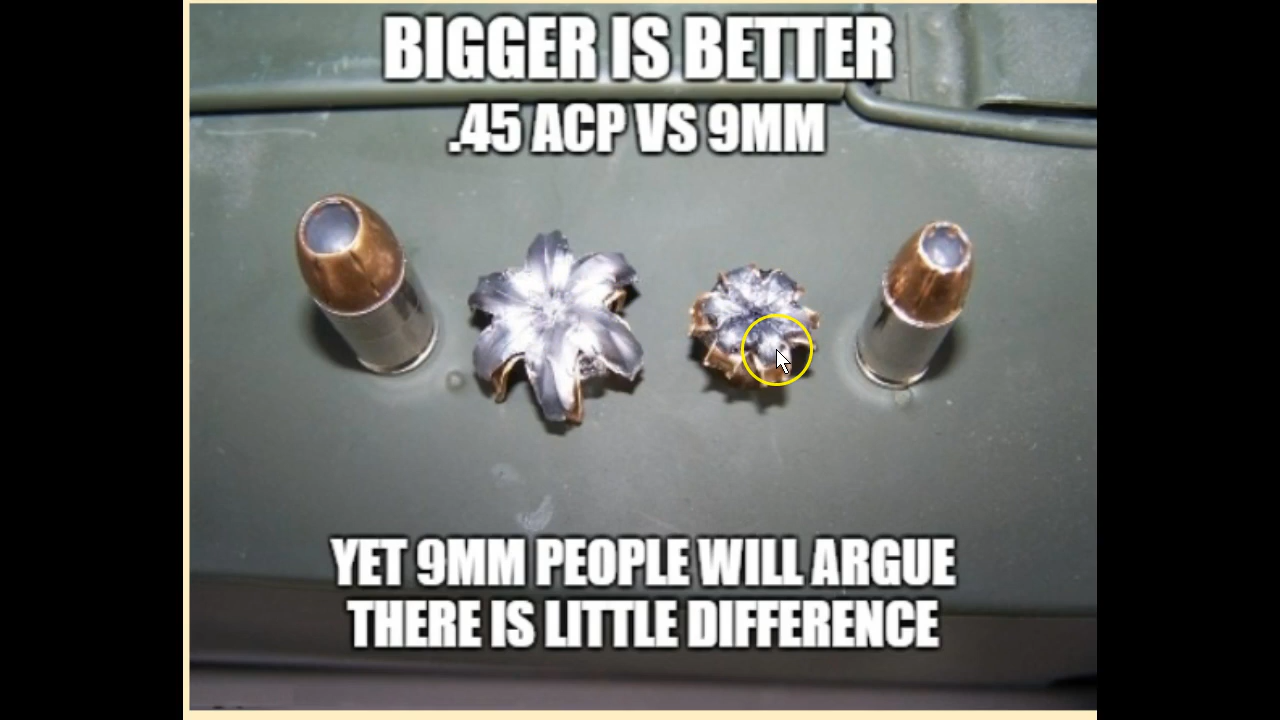 BIGGER IS BETTER
.45 ACP VS 9MM
YET 9MM PEOPLE WILL ARGUE
THERE IS LITTLE DIFFERENCE